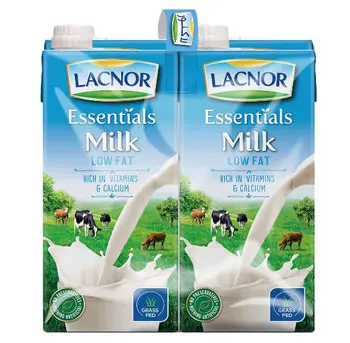 LACNOR
Essentials
Milk
LOW FAT
RICH IN VITAMINS
& CALCIUM
GRASS
FED
LACNOR
Essentials
Milk
LOW FAT
RICH IN VITAMINS
& CALCIUM
GRASS
FED